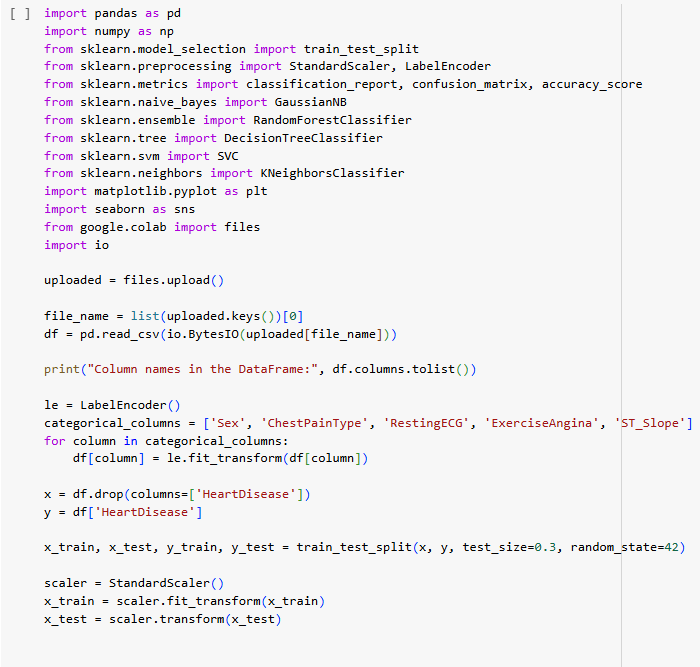 [ ] import pandas as pd
import numpy as np
from sklearn.model_selection import train_test_split
from sklearn.preprocessing import StandardScaler, LabelEncoder
from sklearn.metrics import classification_report, confusion_matrix, accuracy_score
from sklearn.naive_bayes import GaussianNB
from sklearn.ensemble import RandomForestClassifier
from sklearn.tree import DecisionTreeClassifier
from sklearn.svm import SVC
from sklearn.neighbors import KNeighborsClassifier
import matplotlib.pyplot as plt
import seaborn as sns
from google.colab import files
import io

uploaded = files.upload()

file_name = list(uploaded.keys())[0]
df = pd.read_csv(io.BytesIO(uploaded[file_name]))

print("Column names in the DataFrame:", df.columns.tolist())

le = LabelEncoder()
categorical_columns = ['Sex', 'ChestPainType', 'RestingECG', 'ExerciseAngina', 'ST_Slope']
for column in categorical_columns:
    df[column] = le.fit_transform(df[column])

x = df.drop(columns=['HeartDisease'])
y = df['HeartDisease']

x_train, x_test, y_train, y_test = train_test_split(x, y, test_size=0.3, random_state=42)

scaler = StandardScaler()
x_train = scaler.fit_transform(x_train)
x_test = scaler.transform(x_test)